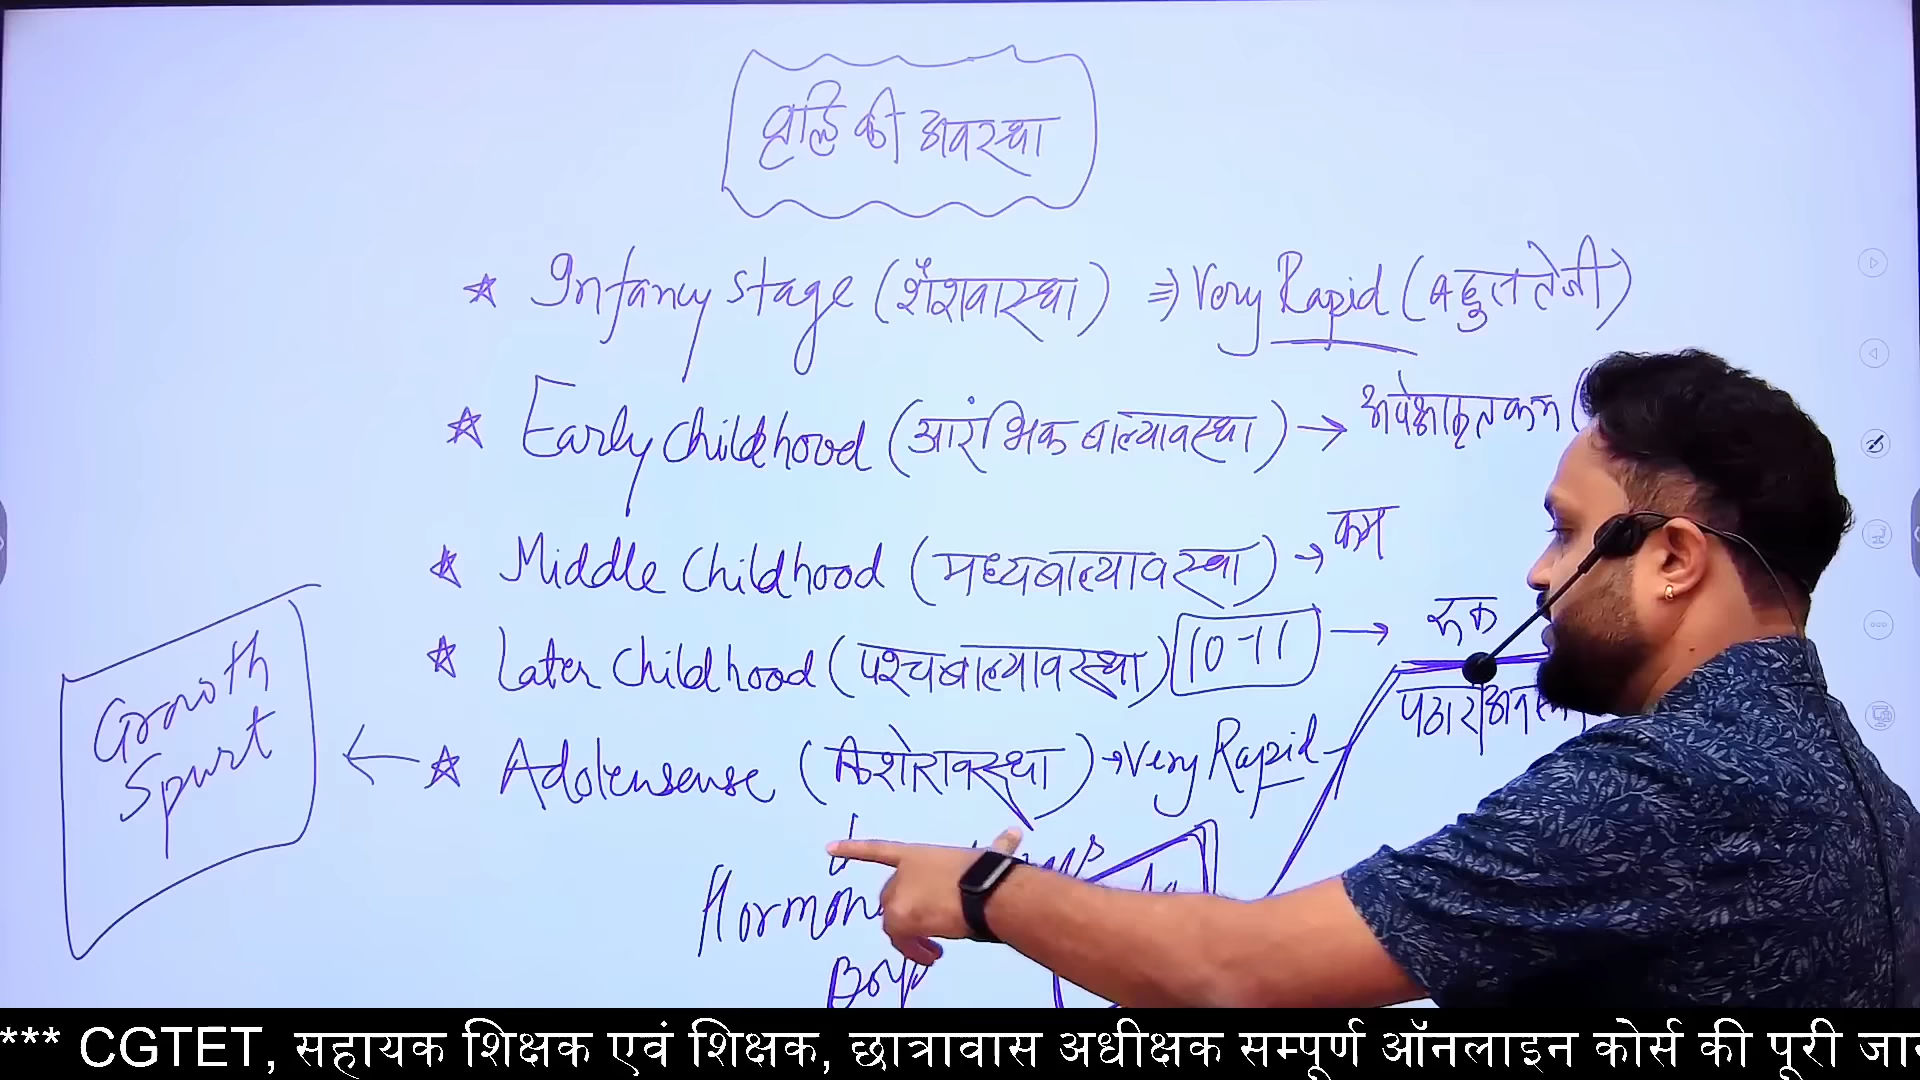 वृद्धि की अवस्था
☆ Infancy stage (शैशवास्था) ⇒ Very Rapid (बहुत तेजी)
☆ Early childhood (आरंभिक बाल्यावस्था) → अपेक्षाकृत कम (
☆ Middle Childhood (मध्यबाल्यावस्था) → कम
☆ Later Childhood (पश्चबाल्यावस्था) 10-11 → रुक
पठार
Growth
Spurt
← ☆ Adolensense (किशोरावस्था) → Very Rapid
Boys
*** CGTET, सहायक शिक्षक एवं शिक्षक, छात्रावास अधीक्षक सम्पूर्ण ऑनलाइन कोर्स की पूरी